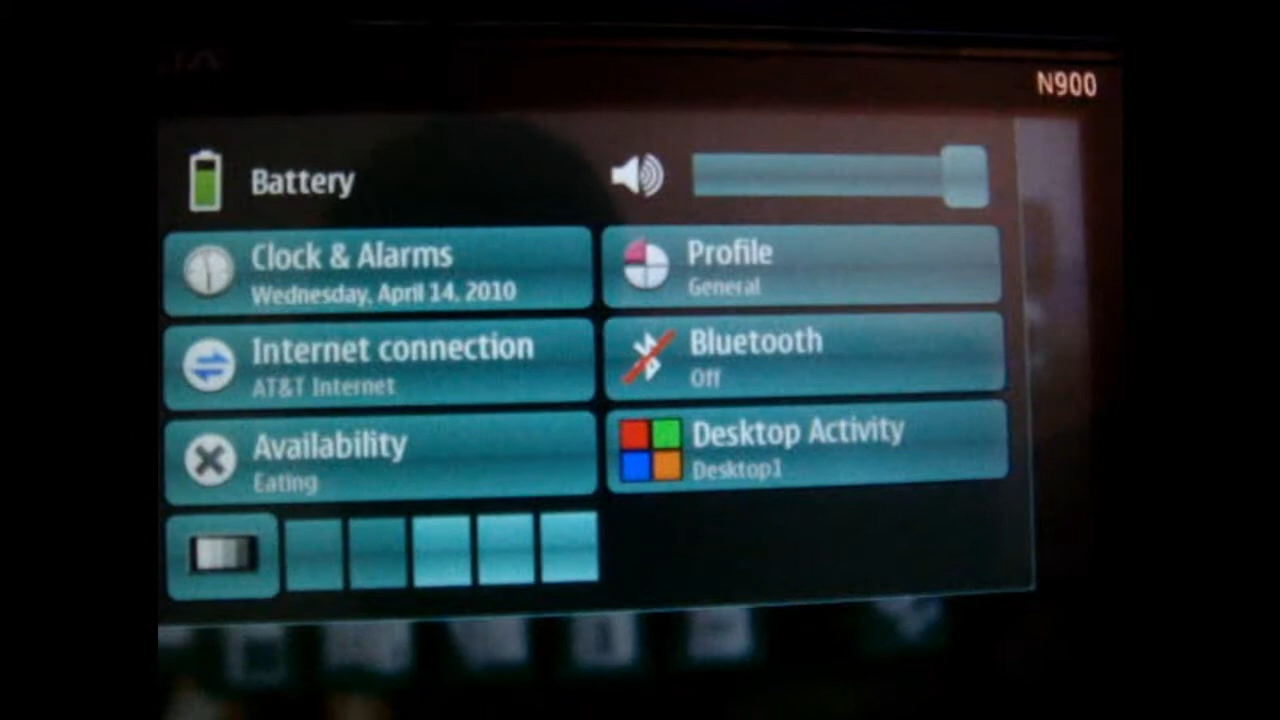 N900
Battery
Clock & Alarms
Wednesday, April 14, 2010
Profile
General
Internet connection
AT&T Internet
Bluetooth
Off
Availability
Eating
Desktop Activity
Desktop1